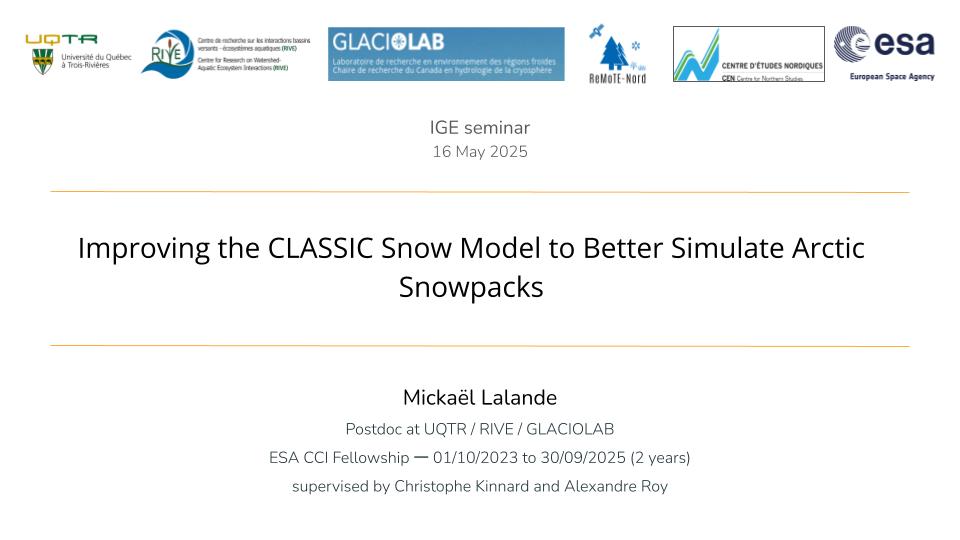 UQTR
Université du Québec
à Trois-Rivières
RIVE
Centre de recherche sur les interactions bassins
versants - écosystèmes aquatiques (RIVE)
Centre for Research on Watershed-
Aquatic Ecosystem Interactions (RIVE)
GLACIOLAB
Laboratoire de recherche en environnement des régions froides
Chaire de recherche du Canada en hydrologie de la cryosphère
ReMoTE-Nord
CENTRE D'ÉTUDES NORDIQUES
CEN Centre for Northern Studies
esa
European Space Agency
IGE seminar
16 May 2025
Improving the CLASSIC Snow Model to Better Simulate Arctic
Snowpacks
Mickaël Lalande
Postdoc at UQTR / RIVE / GLACIOLAB
ESA CCI Fellowship — 01/10/2023 to 30/09/2025 (2 years)
supervised by Christophe Kinnard and Alexandre Roy